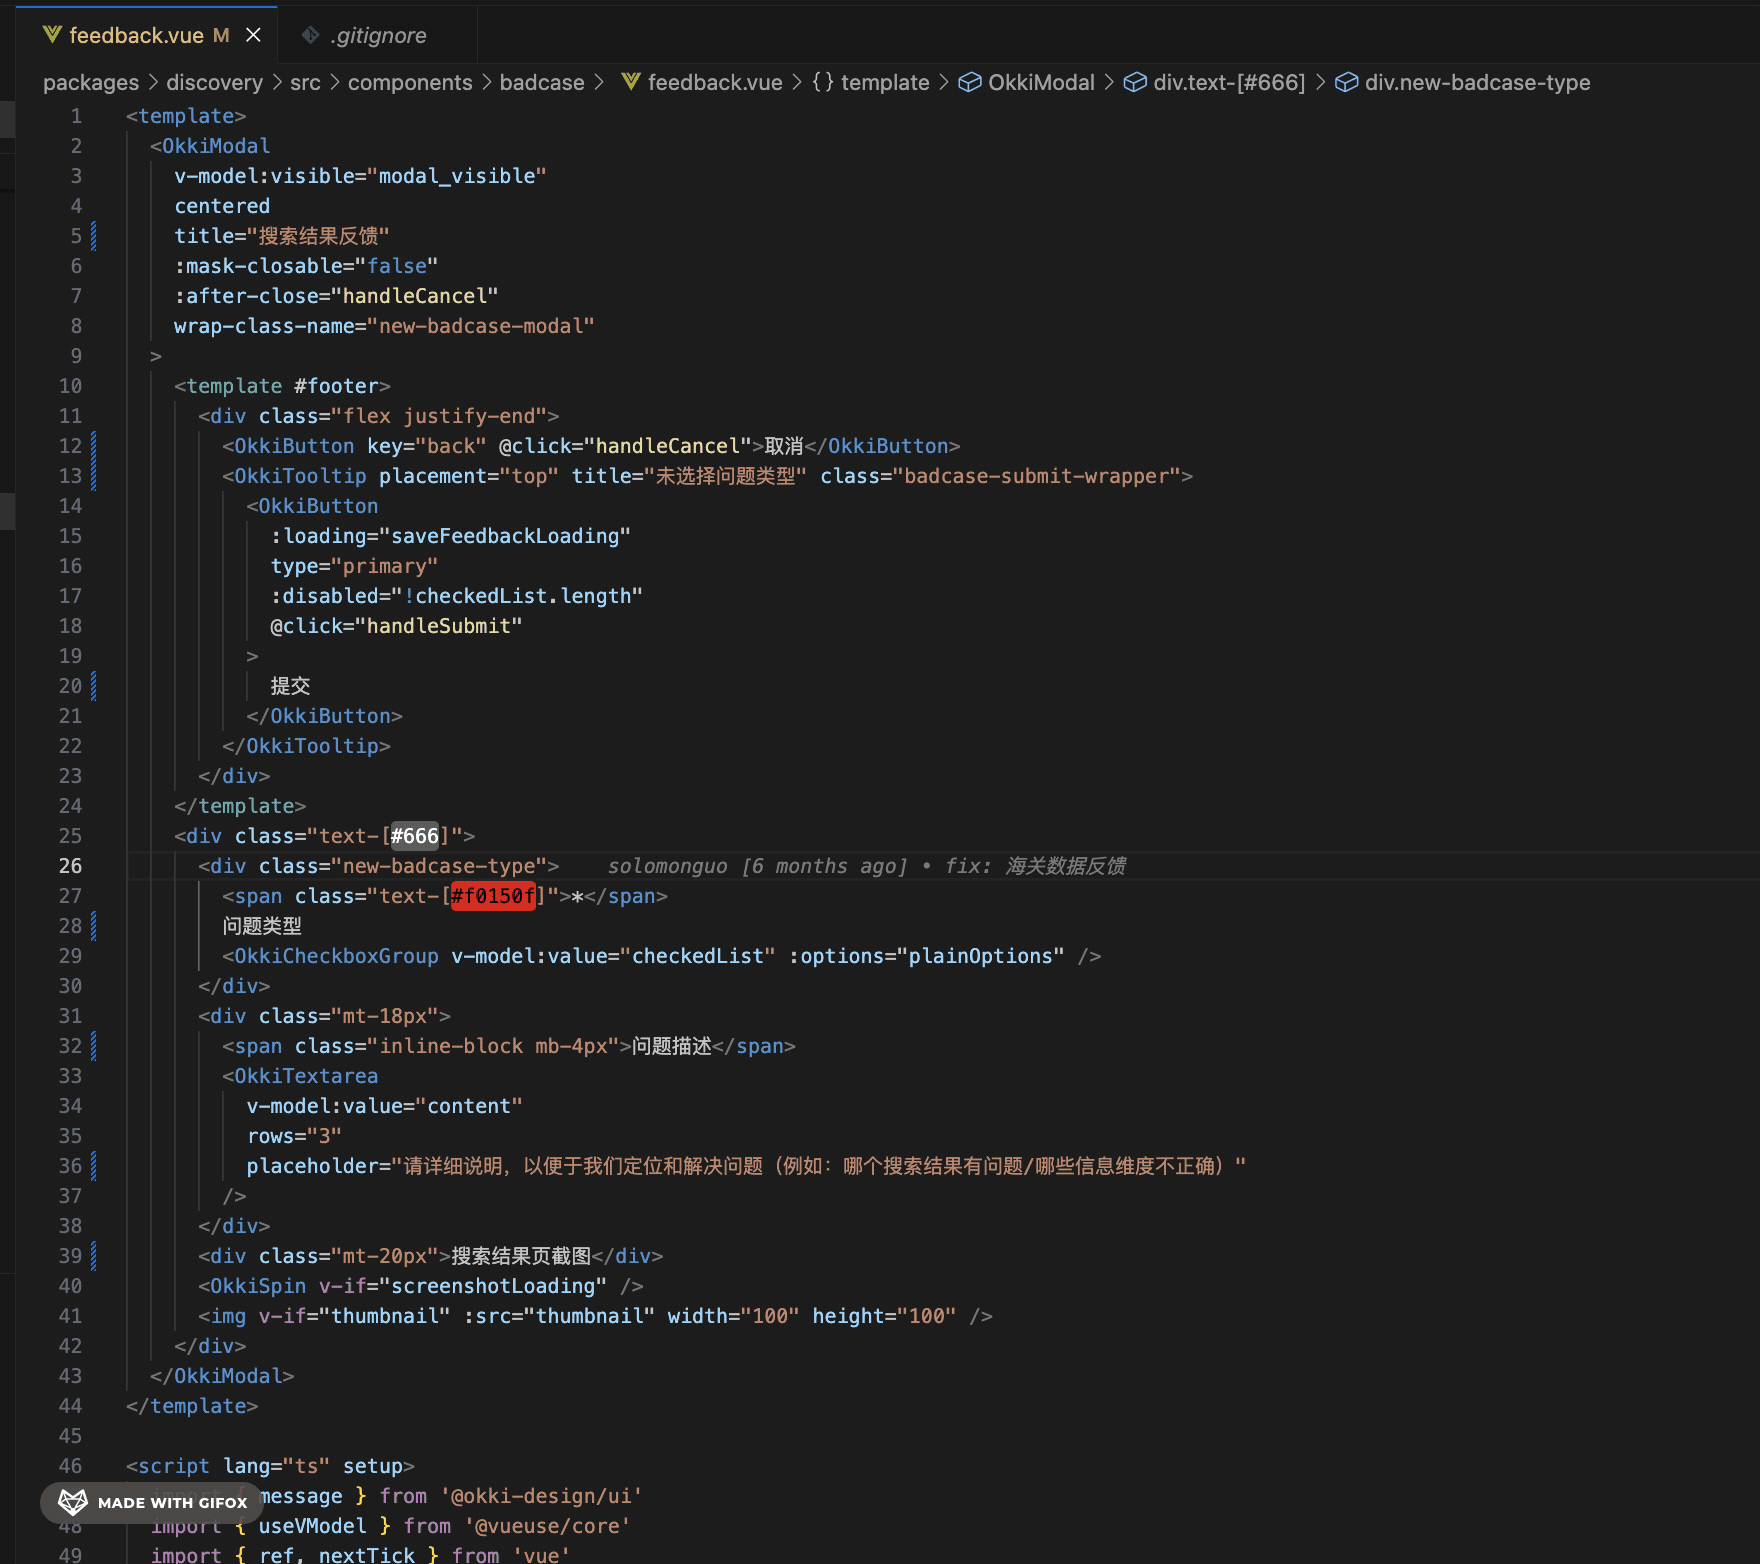 feedback.vue M
.gitignore
packages > discovery > src > components > badcase > feedback.vue > {} template > OkkiModal > div.text-[#666] > div.new-badcase-type
1 <template>
2 <OkkiModal
3 v-model:visible="modal_visible"
4 centered
5 title="搜索结果反馈"
6 :mask-closable="false"
7 :after-close="handleCancel"
8 wrap-class-name="new-badcase-modal"
9 >
10 <template #footer>
11 <div class="flex justify-end">
12 <OkkiButton key="back" @click="handleCancel">取消</OkkiButton>
13 <OkkiTooltip placement="top" title="未选择问题类型" class="badcase-submit-wrapper">
14 <OkkiButton
15 :loading="saveFeedbackLoading"
16 type="primary"
17 :disabled="!checkedList.length"
18 @click="handleSubmit"
19 >
20 提交
21 </OkkiButton>
22 </OkkiTooltip>
23 </div>
24 </template>
25 <div class="text-[#666]">
26 <div class="new-badcase-type"> solomonguo [6 months ago] • fix: 海关数据反馈
27 <span class="text-[#f0150f]">*</span>
28 问题类型
29 <OkkiCheckboxGroup v-model:value="checkedList" :options="plainOptions" />
30 </div>
31 <div class="mt-18px">
32 <span class="inline-block mb-4px">问题描述</span>
33 <OkkiTextarea
34 v-model:value="content"
35 rows="3"
36 placeholder="请详细说明，以便于我们定位和解决问题（例如：哪个搜索结果有问题/哪些信息维度不正确）"
37 />
38 </div>
39 <div class="mt-20px">搜索结果页截图</div>
40 <OkkiSpin v-if="screenshotLoading" />
41 <img v-if="thumbnail" :src="thumbnail" width="100" height="100" />
42 </div>
43 </OkkiModal>
44 </template>
45
46 <script lang="ts" setup>
import { message } from '@okki-design/ui'
MADE WITH GIFOX
48 import { useVModel } from '@vueuse/core'
49 import { ref, nextTick } from 'vue'